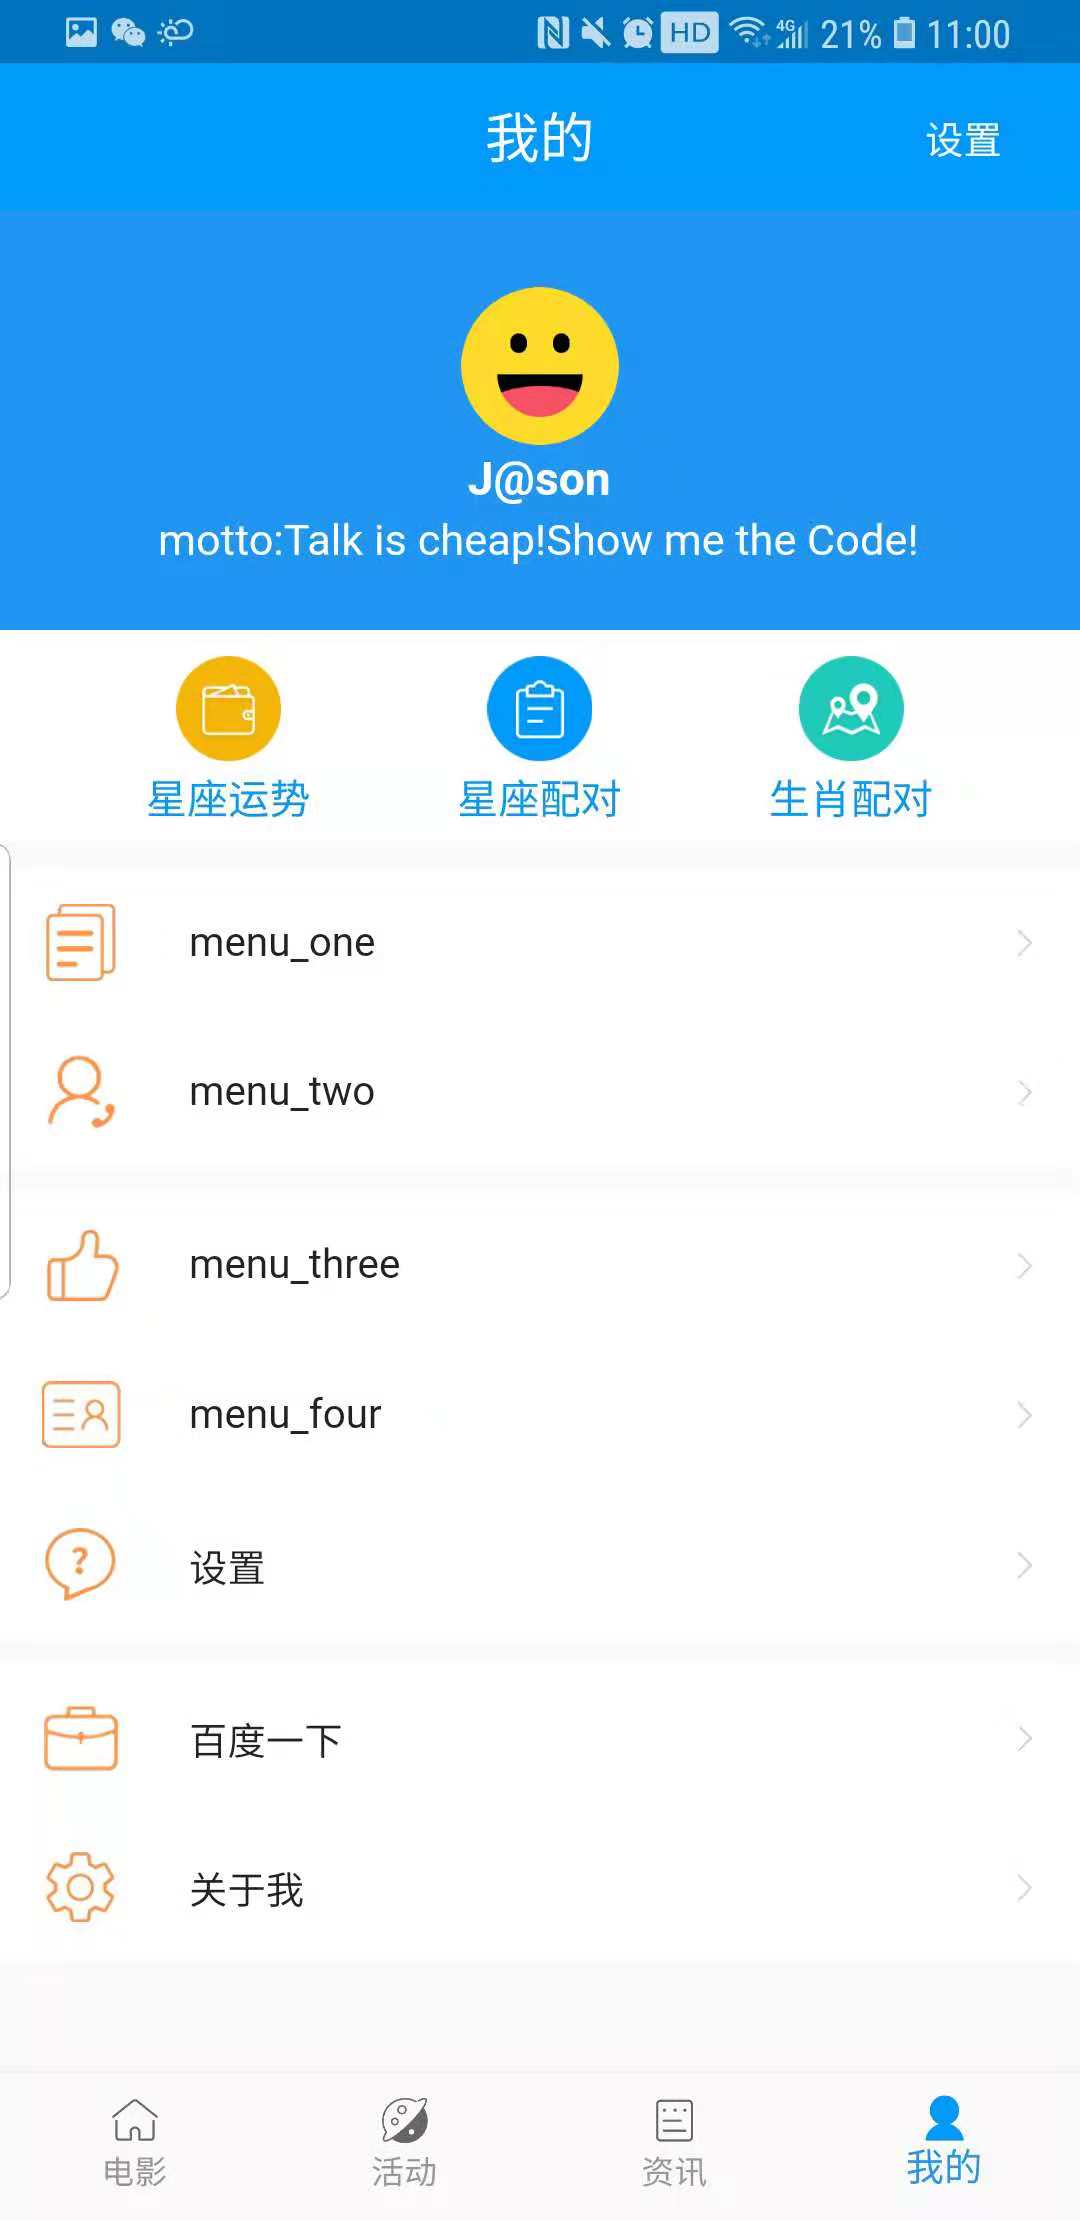 HD 4G 21% 11:00
我的 设置
J@son
motto:Talk is cheap!Show me the Code!
星座运势 星座配对 生肖配对
menu_one
menu_two
menu_three
menu_four
设置
百度一下
关于我
电影 活动 资讯 我的